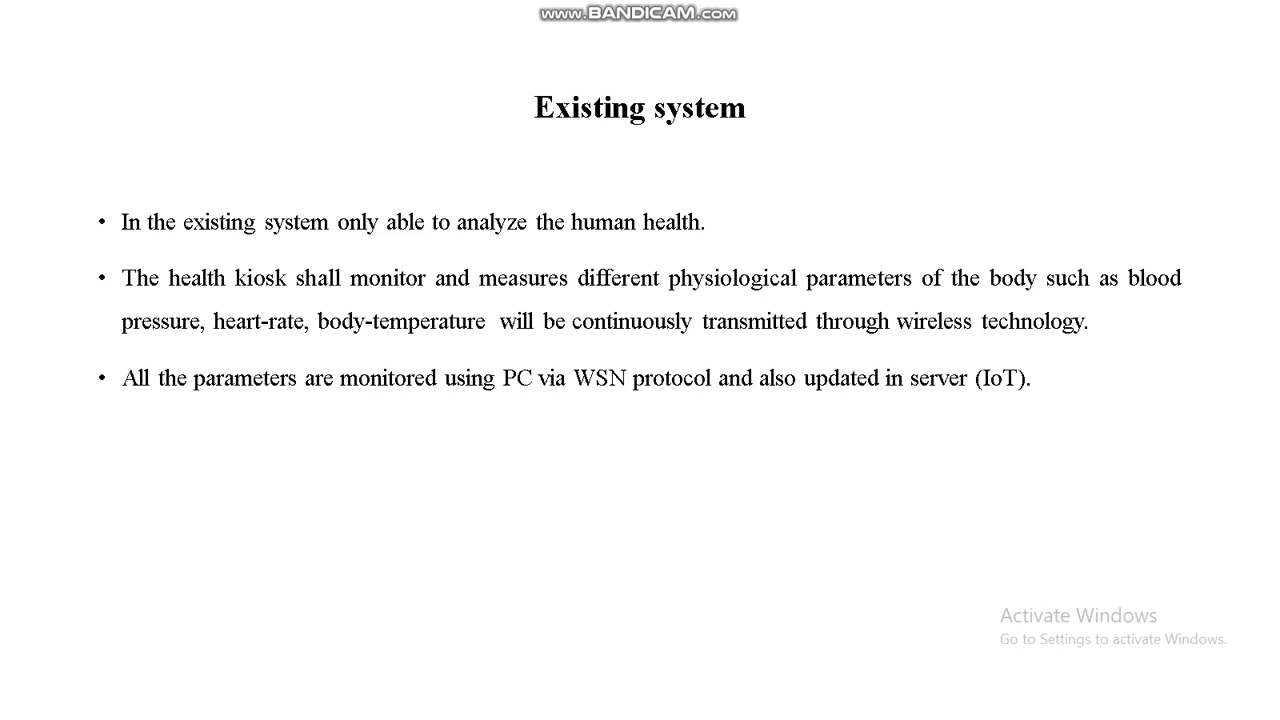 www.BANDICAM.com
Existing system
• In the existing system only able to analyze the human health.
• The health kiosk shall monitor and measures different physiological parameters of the body such as blood
pressure, heart-rate, body-temperature will be continuously transmitted through wireless technology.
• All the parameters are monitored using PC via WSN protocol and also updated in server (IoT).
Activate Windows
Go to Settings to activate Windows.